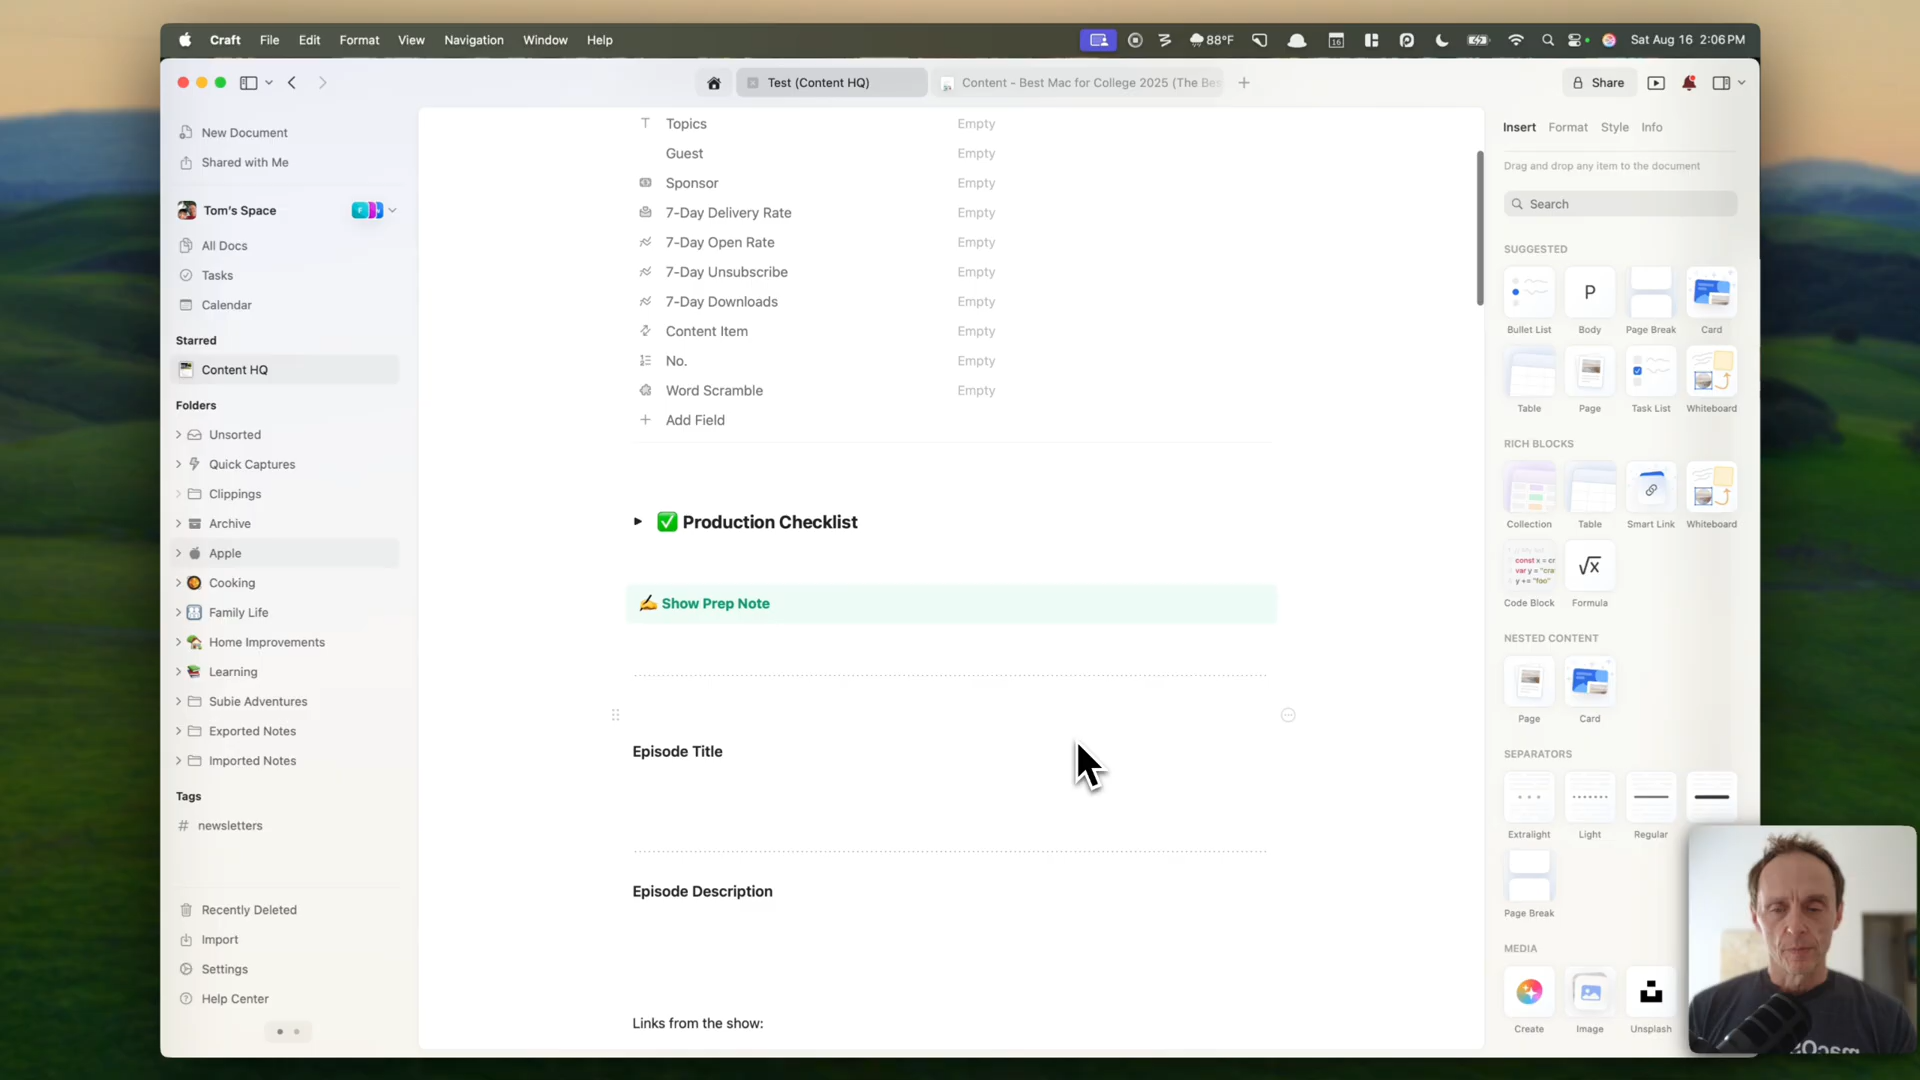 Craft File Edit Format View Navigation Window Help 88°F 16 Sat Aug 16 2:06 PM
Test (Content HQ) Content - Best Mac for College 2025 (The Bes Share
New Document
Shared with Me
Tom's Space
All Docs
Tasks
Calendar
Starred
Content HQ
Folders
Unsorted
Quick Captures
Clippings
Archive
Apple
Cooking
Family Life
Home Improvements
Learning
Subie Adventures
Exported Notes
Imported Notes
Tags
# newsletters
Recently Deleted
Import
Settings
Help Center
Topics Empty
Guest Empty
Sponsor Empty
7-Day Delivery Rate Empty
7-Day Open Rate Empty
7-Day Unsubscribe Empty
7-Day Downloads Empty
Content Item Empty
No. Empty
Word Scramble Empty
Add Field
✅ Production Checklist
✍️ Show Prep Note
Episode Title
Episode Description
Links from the show:
Insert Format Style Info
Drag and drop any item to the document
Search
SUGGESTED
P
Bullet List Body Page Break Card
Table Page Task List Whiteboard
RICH BLOCKS
Collection Table Smart Link Whiteboard
const x = cr
var y = "cra
y += "foo"
√x
Code Block Formula
NESTED CONTENT
Page Card
SEPARATORS
Extralight Light Regular
Page Break
MEDIA
Create Image Unsplash